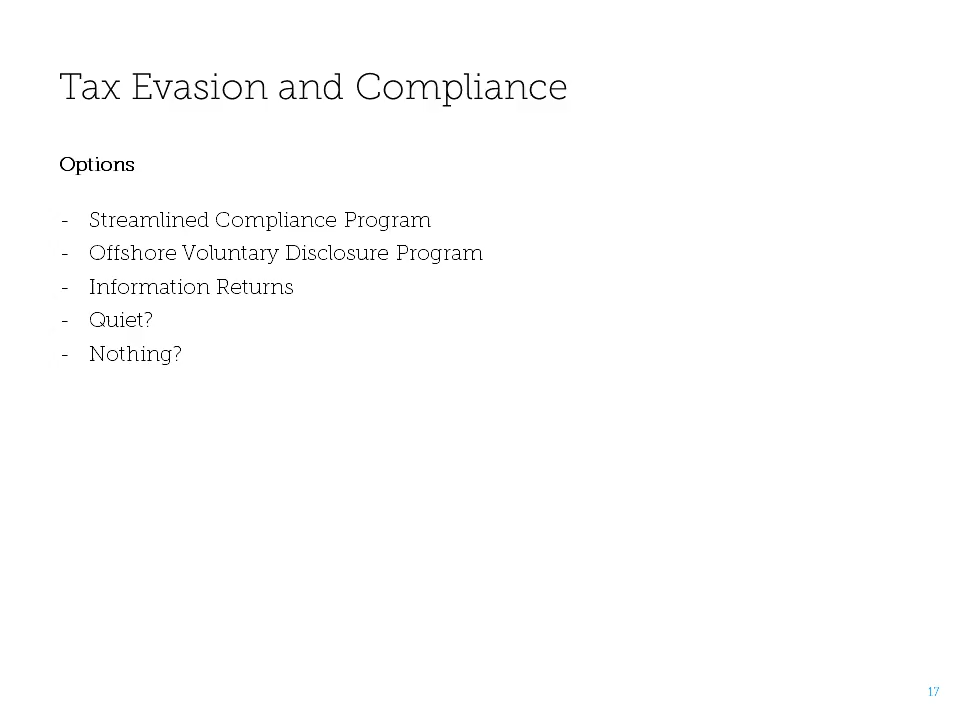 Tax Evasion and Compliance
Options
- Streamlined Compliance Program
- Offshore Voluntary Disclosure Program
- Information Returns
- Quiet?
- Nothing?
17